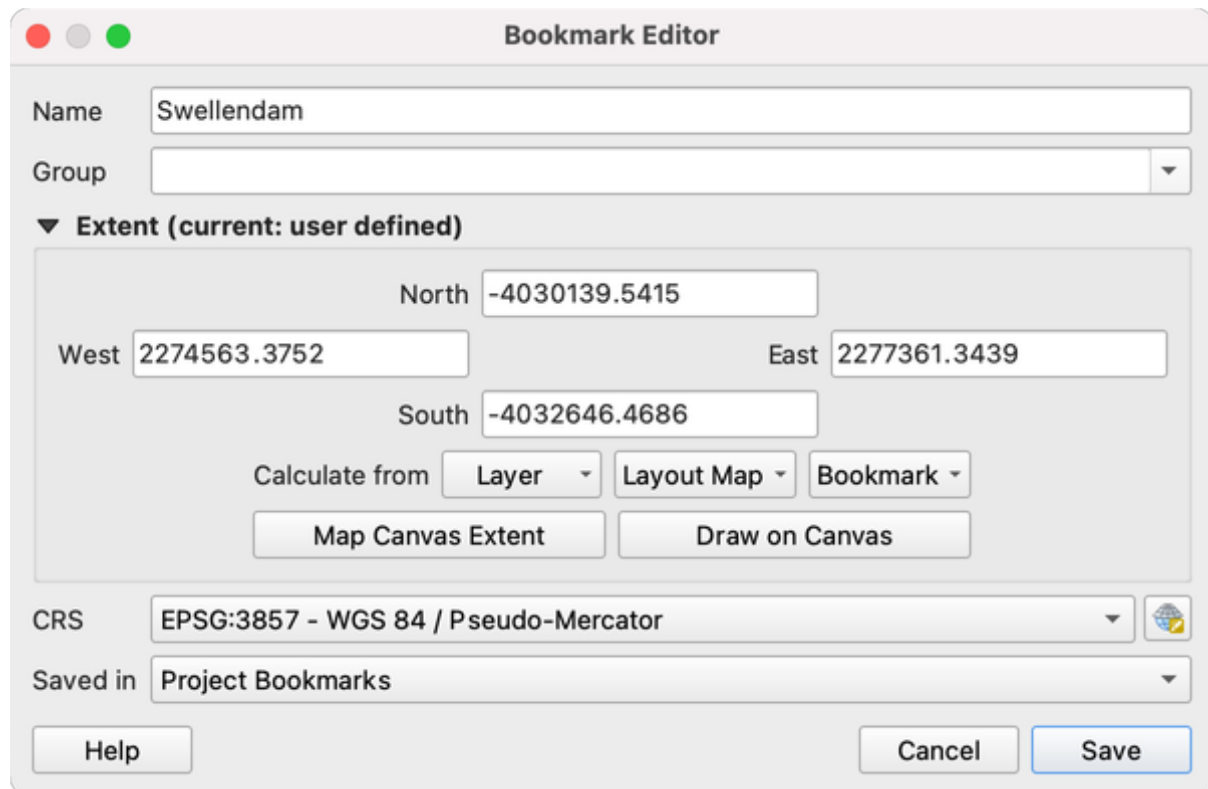 Bookmark Editor
Name Swellendam
Group
Extent (current: user defined)
North -4030139.5415
West 2274563.3752 East 2277361.3439
South -4032646.4686
Calculate from Layer Layout Map Bookmark
Map Canvas Extent Draw on Canvas
CRS EPSG:3857 - WGS 84 / Pseudo-Mercator
Saved in Project Bookmarks
Help Cancel Save